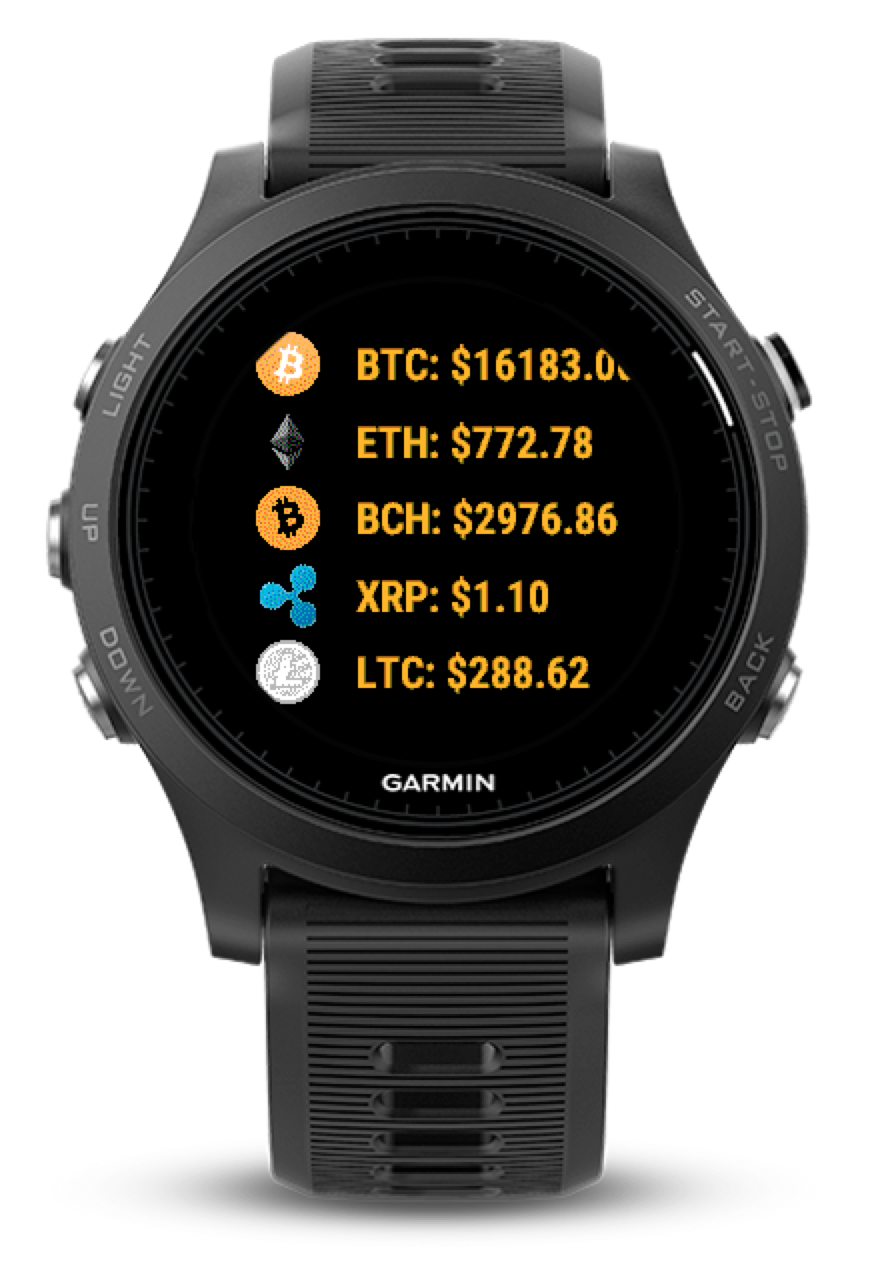 START-STOP
LIGHT
BTC: $16183.0
ETH: $772.78
BCH: $2976.86
UP
XRP: $1.10
LTC: $288.62
DOWN
BACK
GARMIN